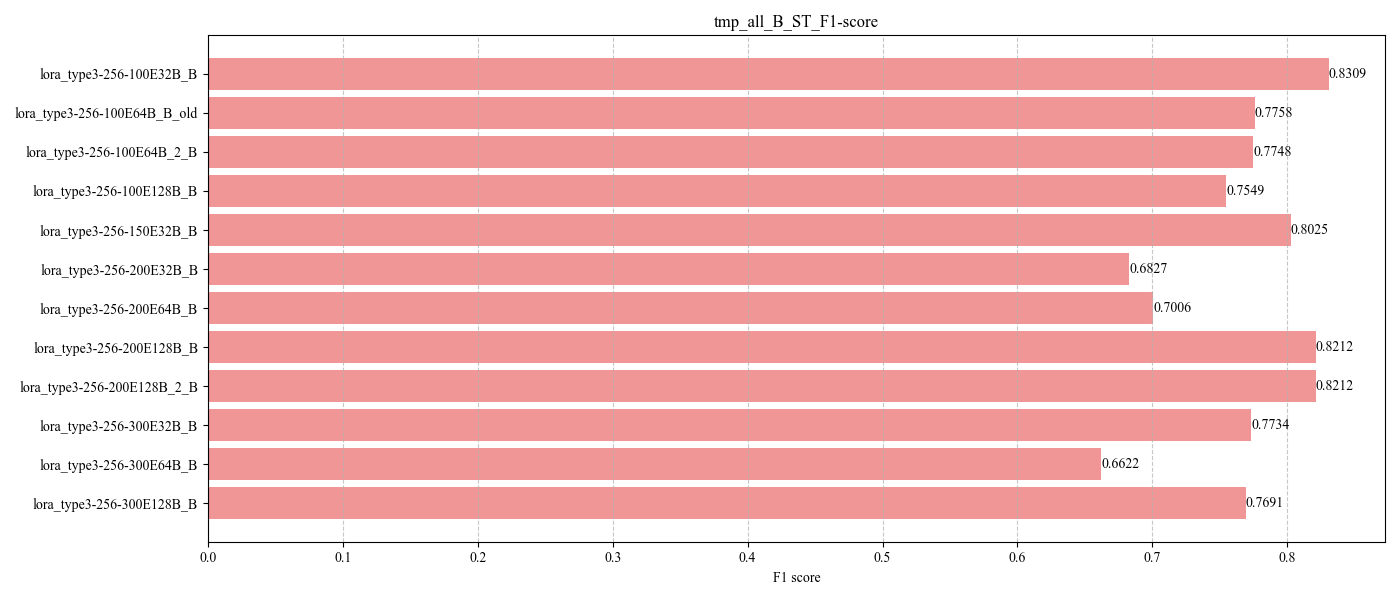 tmp_all_B_ST_F1-score
lora_type3-256-100E32B_B 0.8309
lora_type3-256-100E64B_B_old 0.7758
lora_type3-256-100E64B_2_B 0.7748
lora_type3-256-100E128B_B 0.7549
lora_type3-256-150E32B_B 0.8025
lora_type3-256-200E32B_B 0.6827
lora_type3-256-200E64B_B 0.7006
lora_type3-256-200E128B_B 0.8212
lora_type3-256-200E128B_2_B 0.8212
lora_type3-256-300E32B_B 0.7734
lora_type3-256-300E64B_B 0.6622
lora_type3-256-300E128B_B 0.7691
0.0 0.1 0.2 0.3 0.4 0.5 0.6 0.7 0.8
F1 score